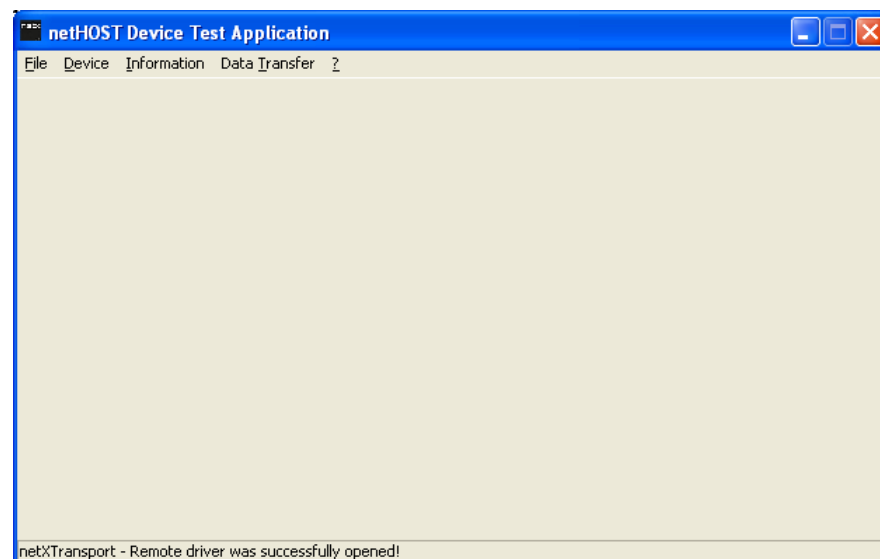 netHOST Device Test Application
File Device Information Data Transfer ?
netXTransport - Remote driver was successfully opened!